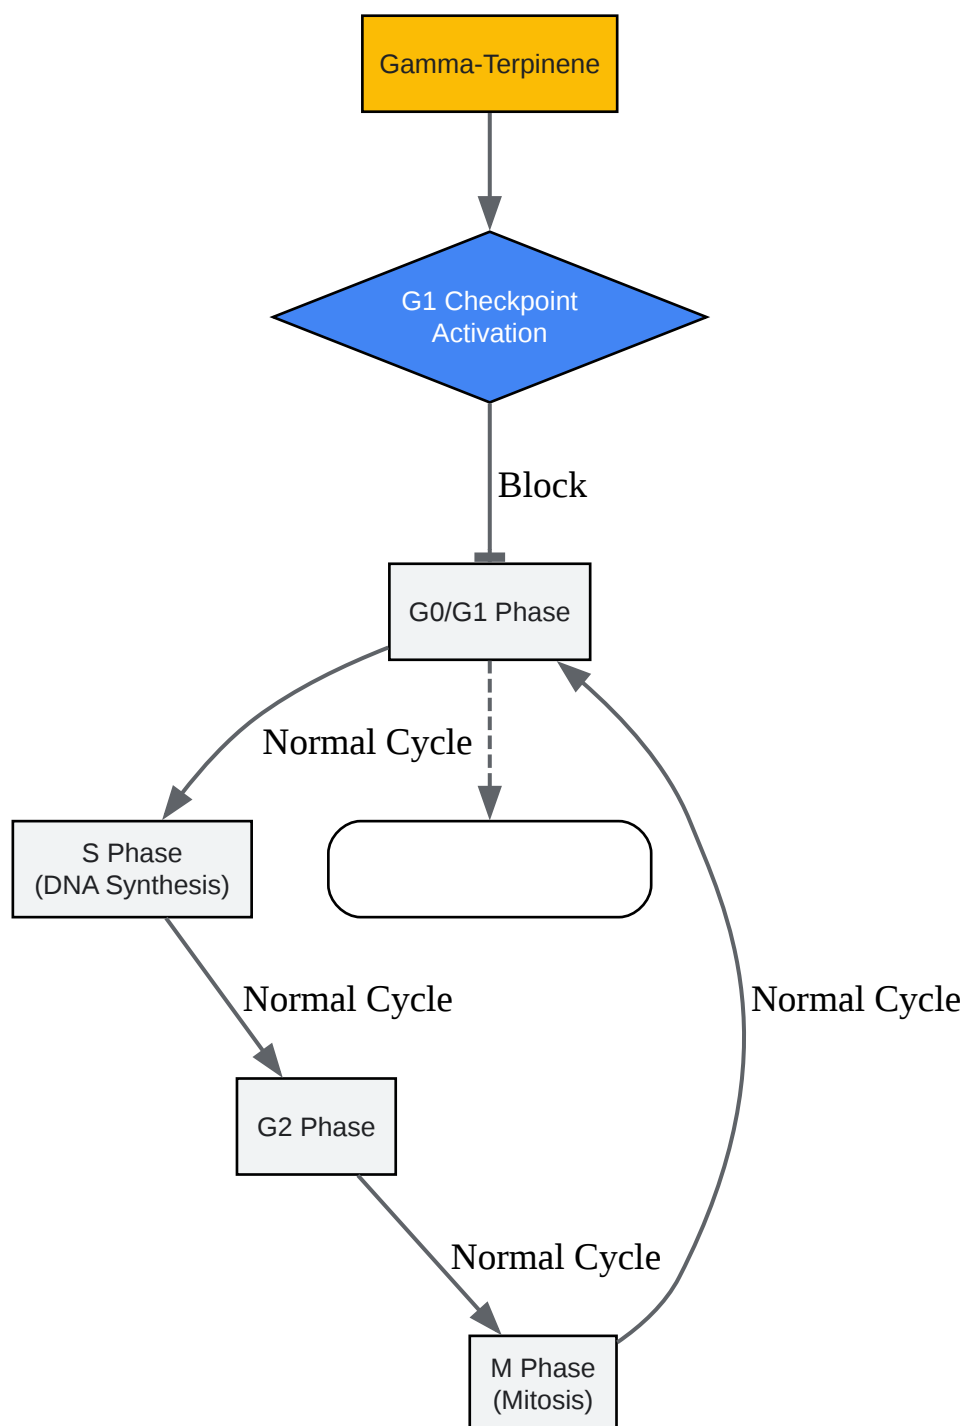 Gamma-Terpinene
G1 Checkpoint
Activation
Block
G0/G1 Phase
Normal Cycle
S Phase
(DNA Synthesis)
Normal Cycle
Normal Cycle
G2 Phase
Normal Cycle
M Phase
(Mitosis)